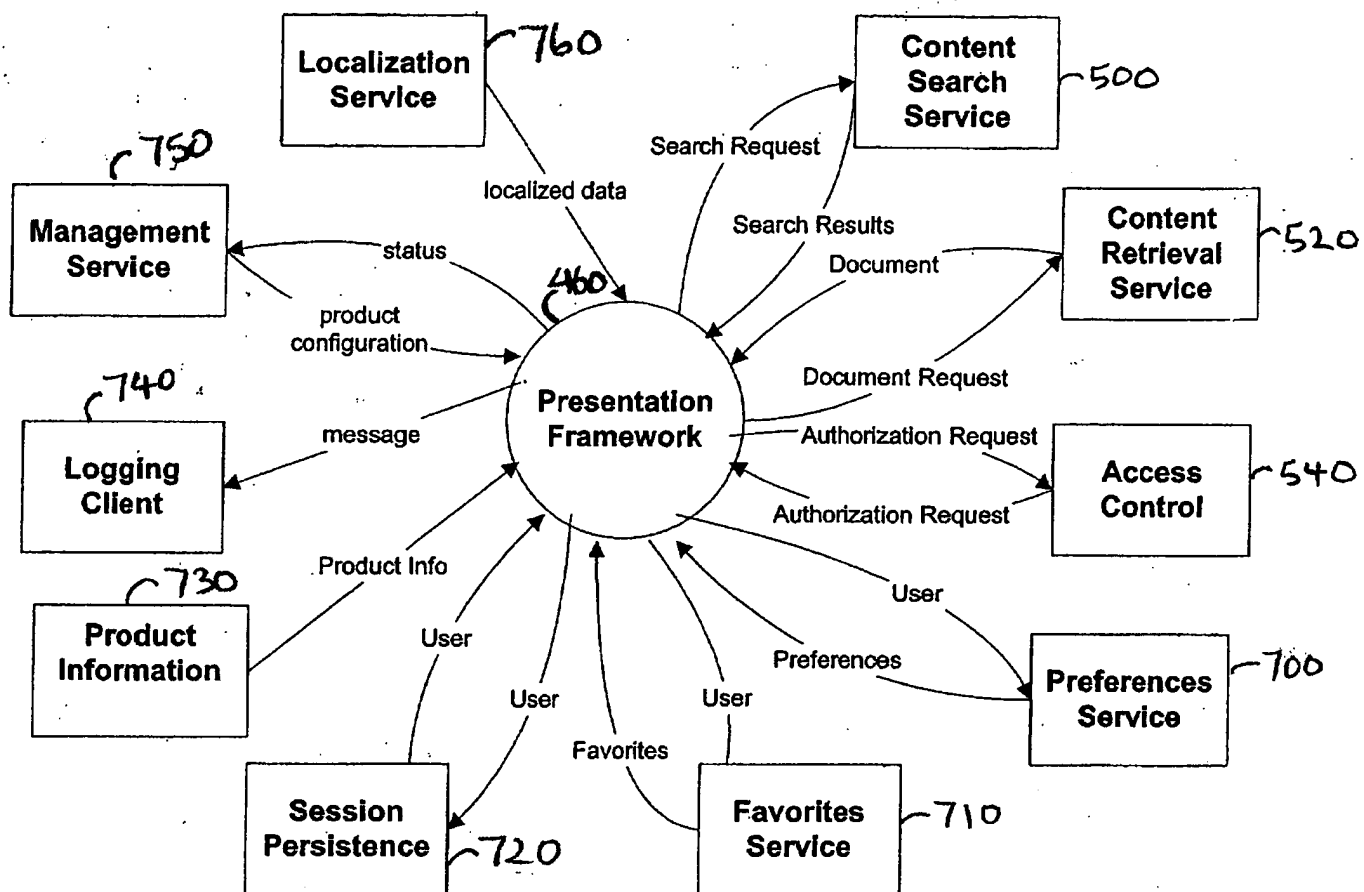 Localization
Service
760
Content
Search
Service
500
750
Management
Service
Search Request
localized data
Search Results
status
Document
Content
Retrieval
Service
520
460
product
configuration
Presentation
Framework
Document Request
740
message
Authorization Request
Logging
Client
Access
Control
540
Authorization Request
Product Info
730
Product
Information
User
User
Preferences
Preferences
Service
700
User
User
Favorites
Session
Persistence
720
Favorites
Service
710